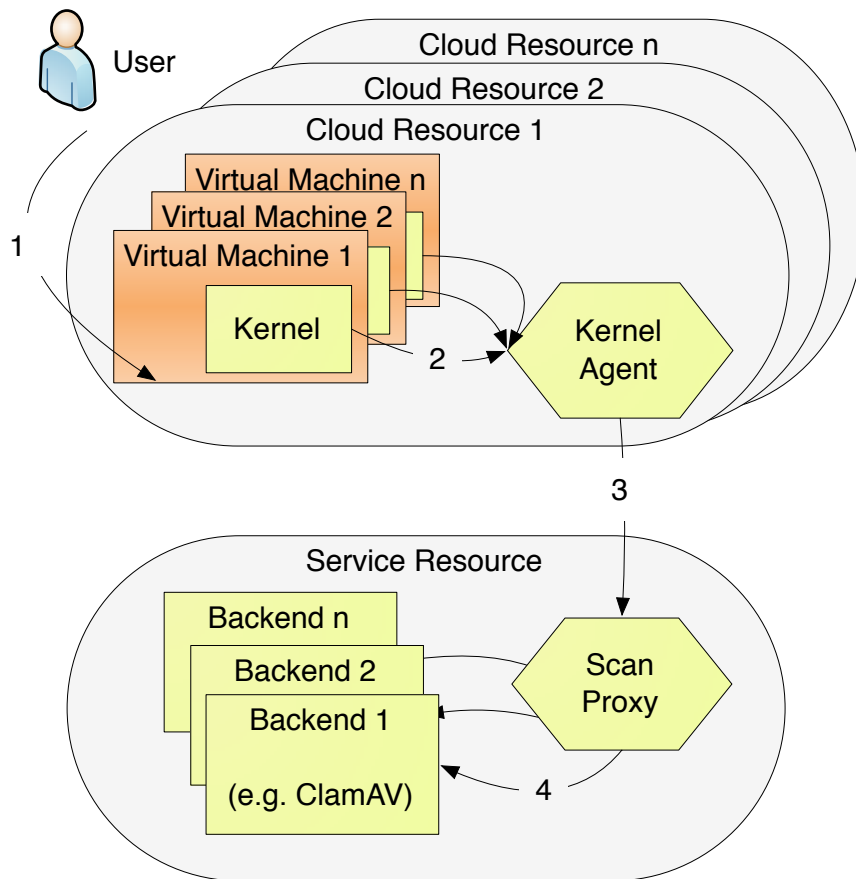 User
Cloud Resource n
Cloud Resource 2
Cloud Resource 1
Virtual Machine n
Virtual Machine 2
Virtual Machine 1
1
Kernel
2
Kernel
Agent
3
Service Resource
Backend n
Backend 2
Backend 1
(e.g. ClamAV)
Scan
Proxy
4